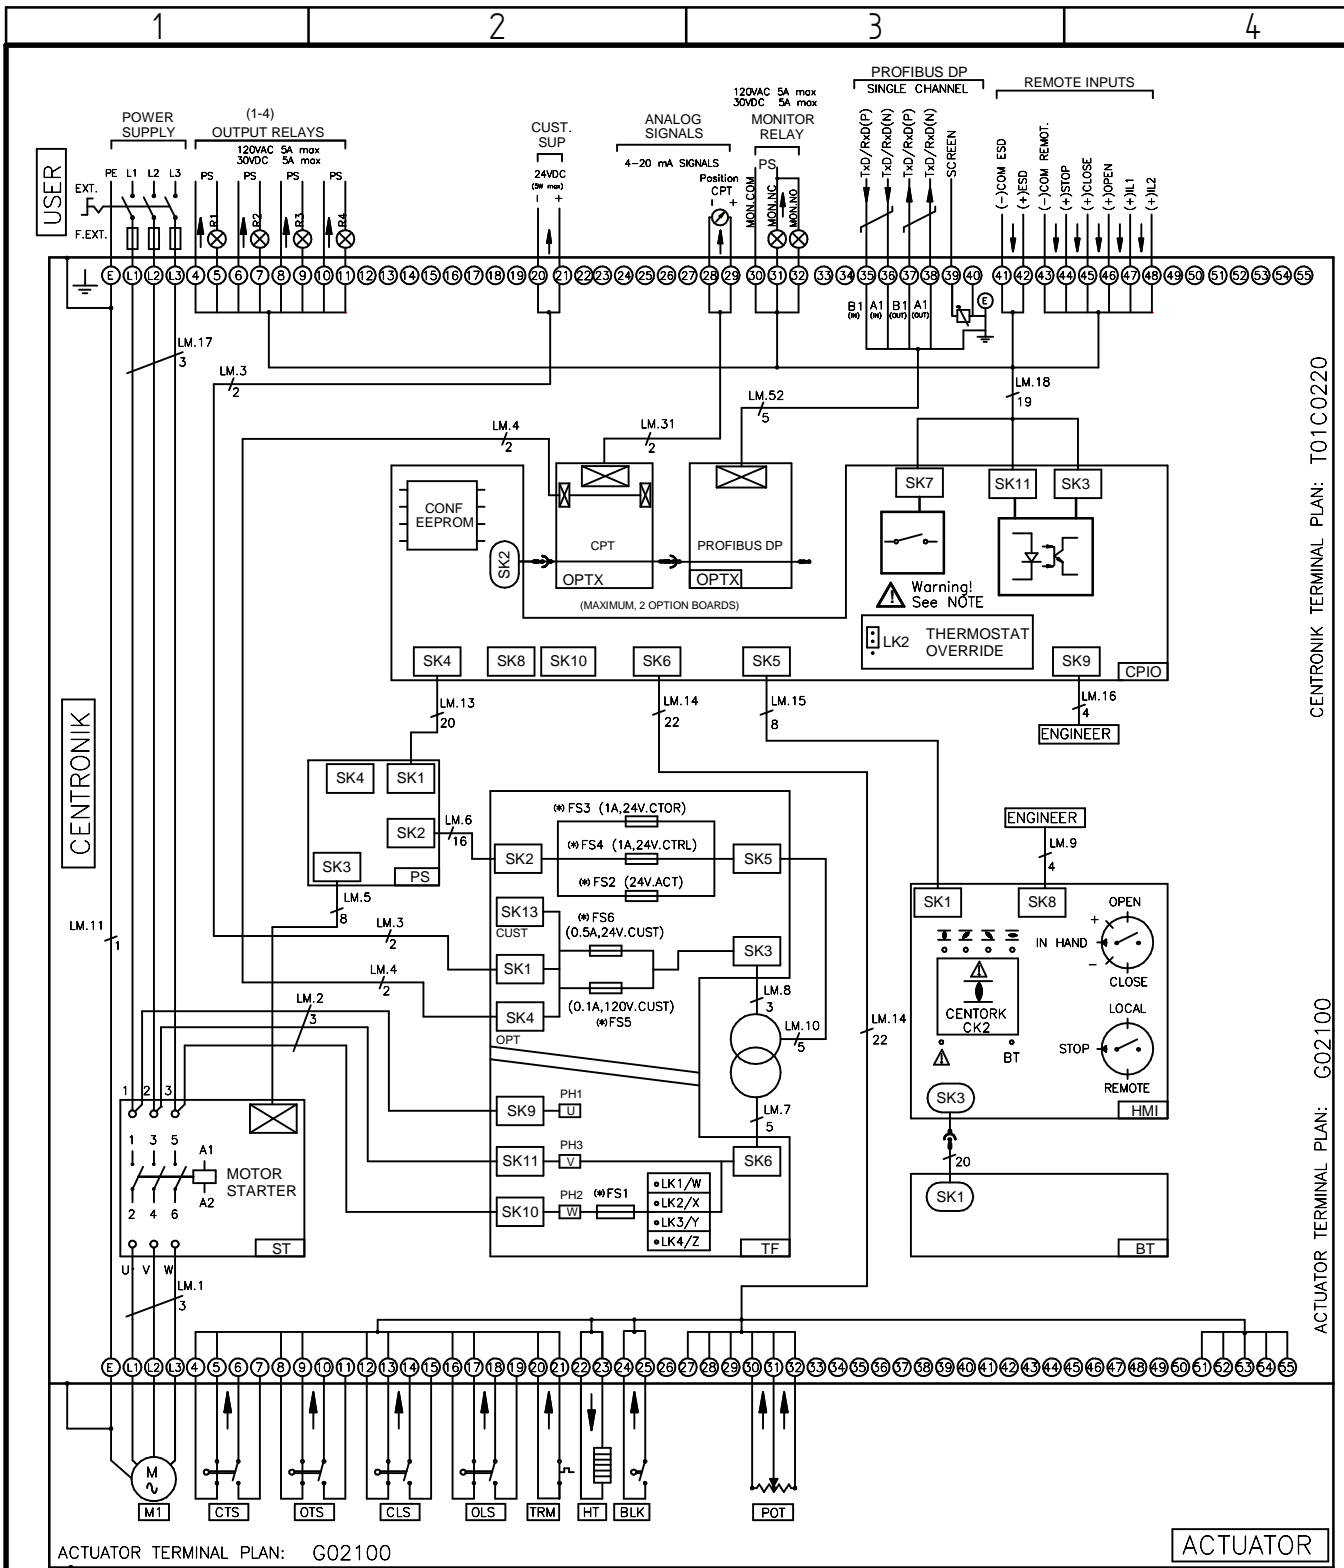 1 2 3 4
PROFIBUS DP
SINGLE CHANNEL
REMOTE INPUTS
120VAC 5A max
30VDC 5A max
MONITOR
RELAY
ANALOG
SIGNALS
4-20 mA SIGNALS
Position
CPT
- +
CUST.
SUP
24VDC
(5W max)
- +
POWER
SUPPLY
(1-4)
OUTPUT RELAYS
120VAC 5A max
30VDC 5A max
USER
EXT.
F.EXT.
PE L1 L2 L3
PS PS PS PS
R1 R2 R3 R4
PS
MON.COM
MON.NC
MON.NO
TxD/RxD(P)
TxD/RxD(N)
TxD/RxD(P)
TxD/RxD(N)
SCREEN
(-)COM ESD
(+)ESD
(-)COM REMOT.
(+)STOP
(+)CLOSE
(+)OPEN
(+)IL1
(+)IL2
E L1 L2 L3 4 5 6 7 8 9 10 11 12 13 14 15 16 17 18 19 20 21 22 23 24 25 26 27 28 29 30 31 32 33 34 35 36 37 38 39 40 41 42 43 44 45 46 47 48 49 50 51 52 53 54 55
B1 A1 B1 A1
(IN) (IN) (OUT) (OUT)
E
LM.17
3
LM.3
2
LM.4
2
LM.31
2
LM.52
5
LM.18
19
CENTRONIK TERMINAL PLAN: T01C0220
CONF
EEPROM
SK2
CPT
OPTX
PROFIBUS DP
OPTX
(MAXIMUM, 2 OPTION BOARDS)
SK7
SK11
SK3
Warning!
See NOTE
LK2
THERMOSTAT
OVERRIDE
SK4
SK8
SK10
SK6
SK5
SK9
CPIO
LM.13
20
LM.14
22
LM.15
8
LM.16
4
ENGINEER
CENTRONIK
SK4
SK1
SK2
SK3
PS
LM.6
16
LM.5
8
LM.11
1
LM.3
2
LM.4
2
LM.2
3
(*)FS3 (1A,24V.CTOR)
(*)FS4 (1A,24V.CTRL)
(*)FS2 (24V.ACT)
SK2
SK5
SK13
CUST
(*)FS6
(0.5A,24V.CUST)
SK1
SK3
SK4
OPT
(0.1A,120V.CUST)
(*)FS5
LM.8
3
LM.10
5
LM.7
5
SK9
PH1
U
SK11
PH3
V
SK6
SK10
PH2
W
(*)FS1
LK1/W
LK2/X
LK3/Y
LK4/Z
TF
LM.14
22
ENGINEER
LM.9
4
SK1
SK8
OPEN
+
IN HAND
-
CLOSE
CENTORK
CK2
BT
LOCAL
STOP
REMOTE
SK3
HMI
20
SK1
BT
1 2 3
1 3 5
A1
MOTOR
STARTER
A2
2 4 6
ST
U V W
LM.1
3
ACTUATOR TERMINAL PLAN: G02100
E L1 L2 L3 4 5 6 7 8 9 10 11 12 13 14 15 16 17 18 19 20 21 22 23 24 25 26 27 28 29 30 31 32 33 34 35 36 37 38 39 40 41 42 43 44 45 46 47 48 49 50 51 52 53 54 55
M
M1
CTS
OTS
CLS
OLS
TRM
HT
BLK
POT
ACTUATOR TERMINAL PLAN: G02100
ACTUATOR